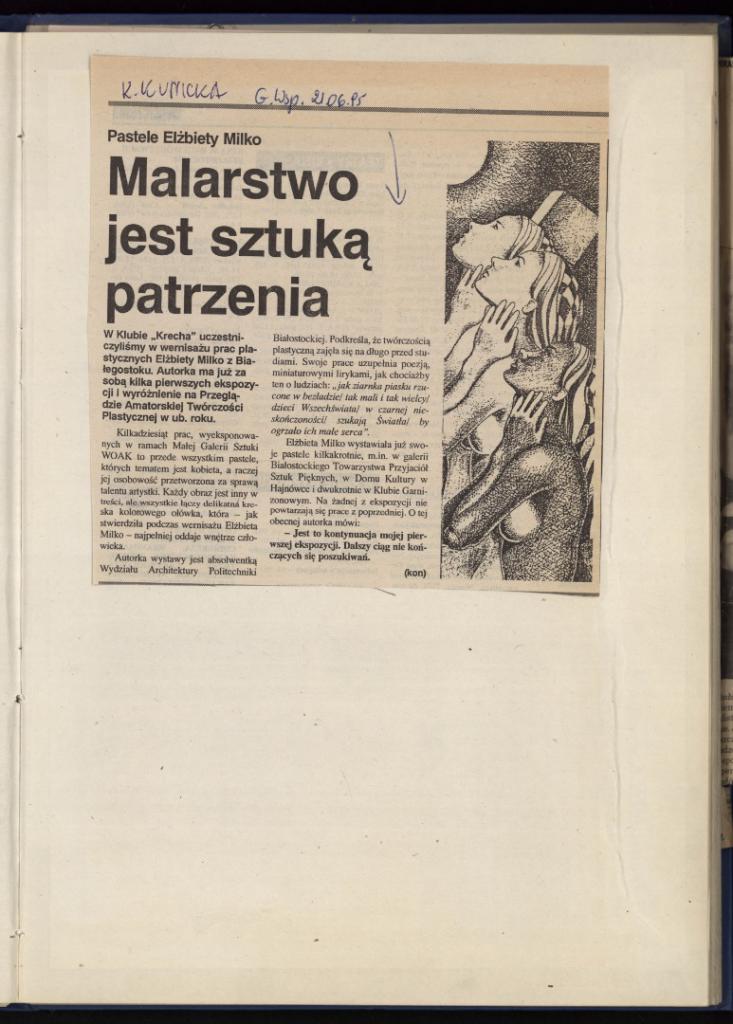 K. KUNICKA G. Wsp. 21.06.95
Pastele Elżbiety Milko
Malarstwo
jest sztuką
patrzenia
W Klubie „Krecha” uczestni-
czyliśmy w wernisażu prac pla-
stycznych Elżbiety Milko z Bia-
łegostoku. Autorka ma już za
sobą kilka pierwszych ekspozy-
cji i wyróżnienie na Przeglą-
dzie Amatorskiej Twórczości
Plastycznej w ub. roku.
Kilkadziesiąt prac, wyeksponowa-
nych w ramach Małej Galerii Sztuki
WOAK to przede wszystkim pastele,
których tematem jest kobieta, a raczej
jej osobowość przetworzona za sprawą
talentu artystki. Każdy obraz jest inny w
treści, ale wszystkie łączy delikatna kre-
ska kolorowego ołówka, która – jak
stwierdziła podczas wernisażu Elżbieta
Milko – najpełniej oddaje wnętrze czło-
wieka.
Autorka wystawy jest absolwentką
Wydziału Architektury Politechniki
Białostockiej. Podkreśla, że twórczością
plastyczną zajęła się na długo przed stu-
diami. Swoje prace uzupełnia poezją,
miniaturowymi lirykami, jak chociażby
ten o ludziach: „jak ziarnka piasku rzu-
cone w bezładzie/ tak mali i tak wielcy/
dzieci Wszechświata/ w czarnej nie-
skończoności/ szukają Światła/ by
ogrzało ich małe serca”.
Elżbieta Milko wystawiała już swo-
je pastele kilkakrotnie, m.in. w galerii
Białostockiego Towarzystwa Przyjaciół
Sztuk Pięknych, w Domu Kultury w
Hajnówce i dwukrotnie w Klubie Garni-
zonowym. Na żadnej z ekspozycji nie
powtarzają się prace z poprzedniej. O tej
obecnej autorka mówi:
– Jest to kontynuacja mojej pier-
wszej ekspozycji. Dalszy ciąg nie koń-
czących się poszukiwań.
(kon)